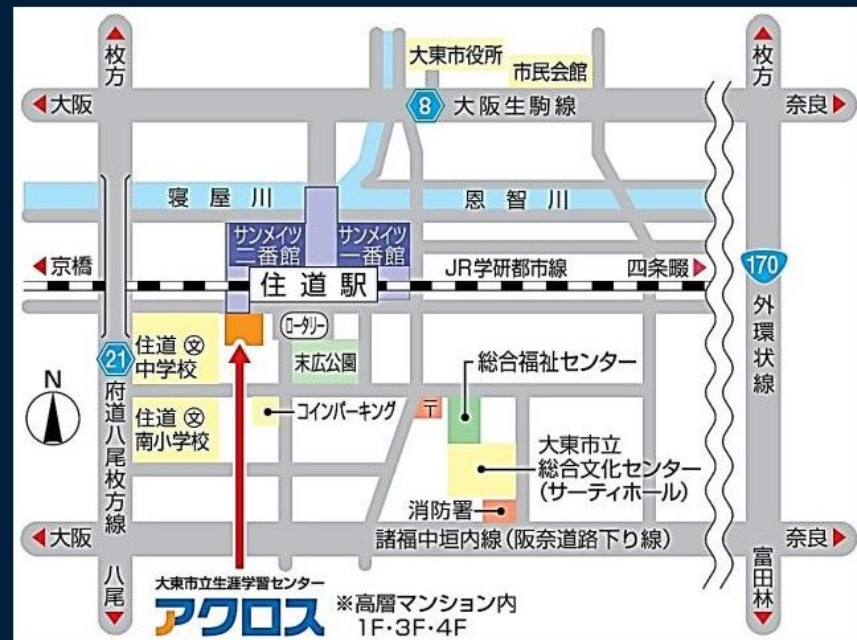 枚方
枚方
大東市役所
市民会館
大阪
8
大阪生駒線
奈良
寝屋川
恩智川
サンメイツ
二番館
サンメイツ
一番館
京橋
住道駅
JR学研都市線
四条畷
170
外環状線
ロータリー
21
住道 文
中学校
末広公園
総合福祉センター
N
府道八尾枚方線
住道 文
南小学校
コインパーキング
〒
大東市立
総合文化センター
(サーティホール)
消防署
大阪
諸福中垣内線(阪奈道路下り線)
奈良
八尾
富田林
大東市立生涯学習センター
アクロス
※高層マンション内
1F・3F・4F